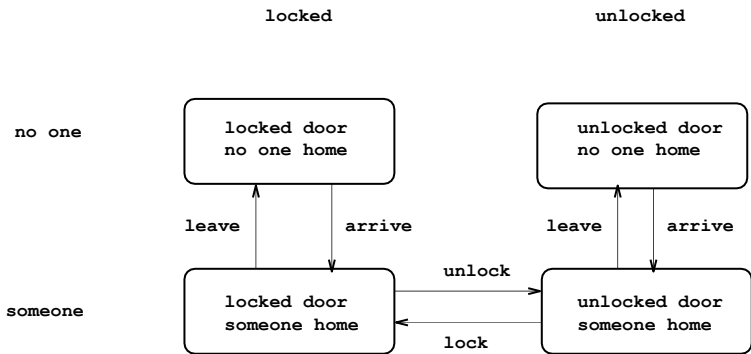 locked unlocked
no one
locked door
no one home
unlocked door
no one home
leave arrive leave arrive
unlock
someone
locked door
someone home
unlocked door
someone home
lock